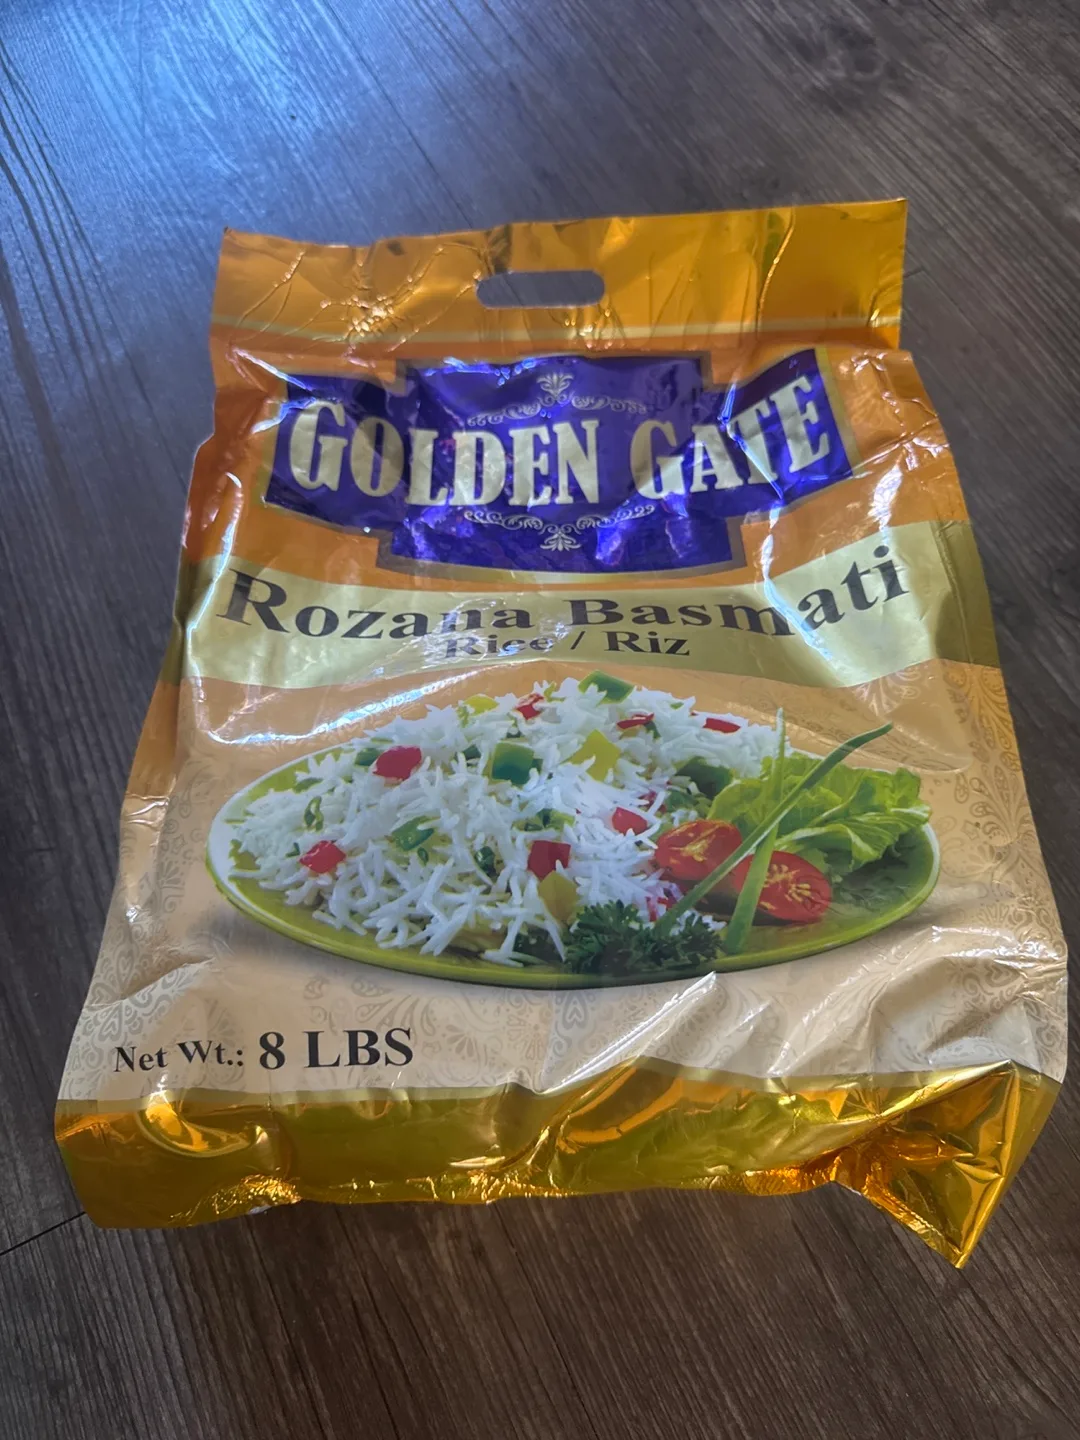 GOLDEN GATE
Rozana Basmati
Rice / Riz
Net Wt.: 8 LBS